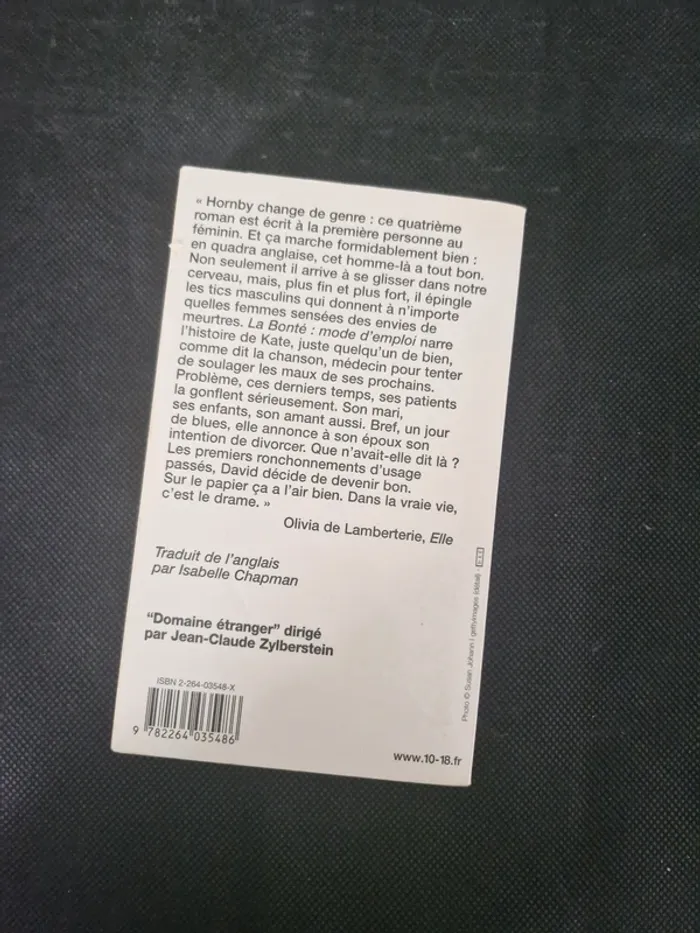 « Hornby change de genre : ce quatrième
roman est écrit à la première personne au
féminin. Et ça marche formidablement bien :
en quadra anglaise, cet homme-là a tout bon.
Non seulement il arrive à se glisser dans notre
cerveau, mais, plus fin et plus fort, il épingle
les tics masculins qui donnent à n'importe
quelles femmes sensées des envies de
meurtres. La Bonté : mode d'emploi narre
l'histoire de Kate, juste quelqu'un de bien,
comme dit la chanson, médecin pour tenter
de soulager les maux de ses prochains.
Problème, ces derniers temps, ses patients
la gonflent sérieusement. Son mari,
ses enfants, son amant aussi. Bref, un jour
de blues, elle annonce à son époux son
intention de divorcer. Que n'avait-elle dit là ?
Les premiers ronchonnements d'usage
passés, David décide de devenir bon.
Sur le papier ça a l'air bien. Dans la vraie vie,
c'est le drame. »
Olivia de Lamberterie, Elle
Traduit de l'anglais
par Isabelle Chapman
"Domaine étranger" dirigé
par Jean-Claude Zylberstein
ISBN 2-264-03548-X
9 782264 035486
www.10-18.fr
Photo © Susan Johann / gettyimages